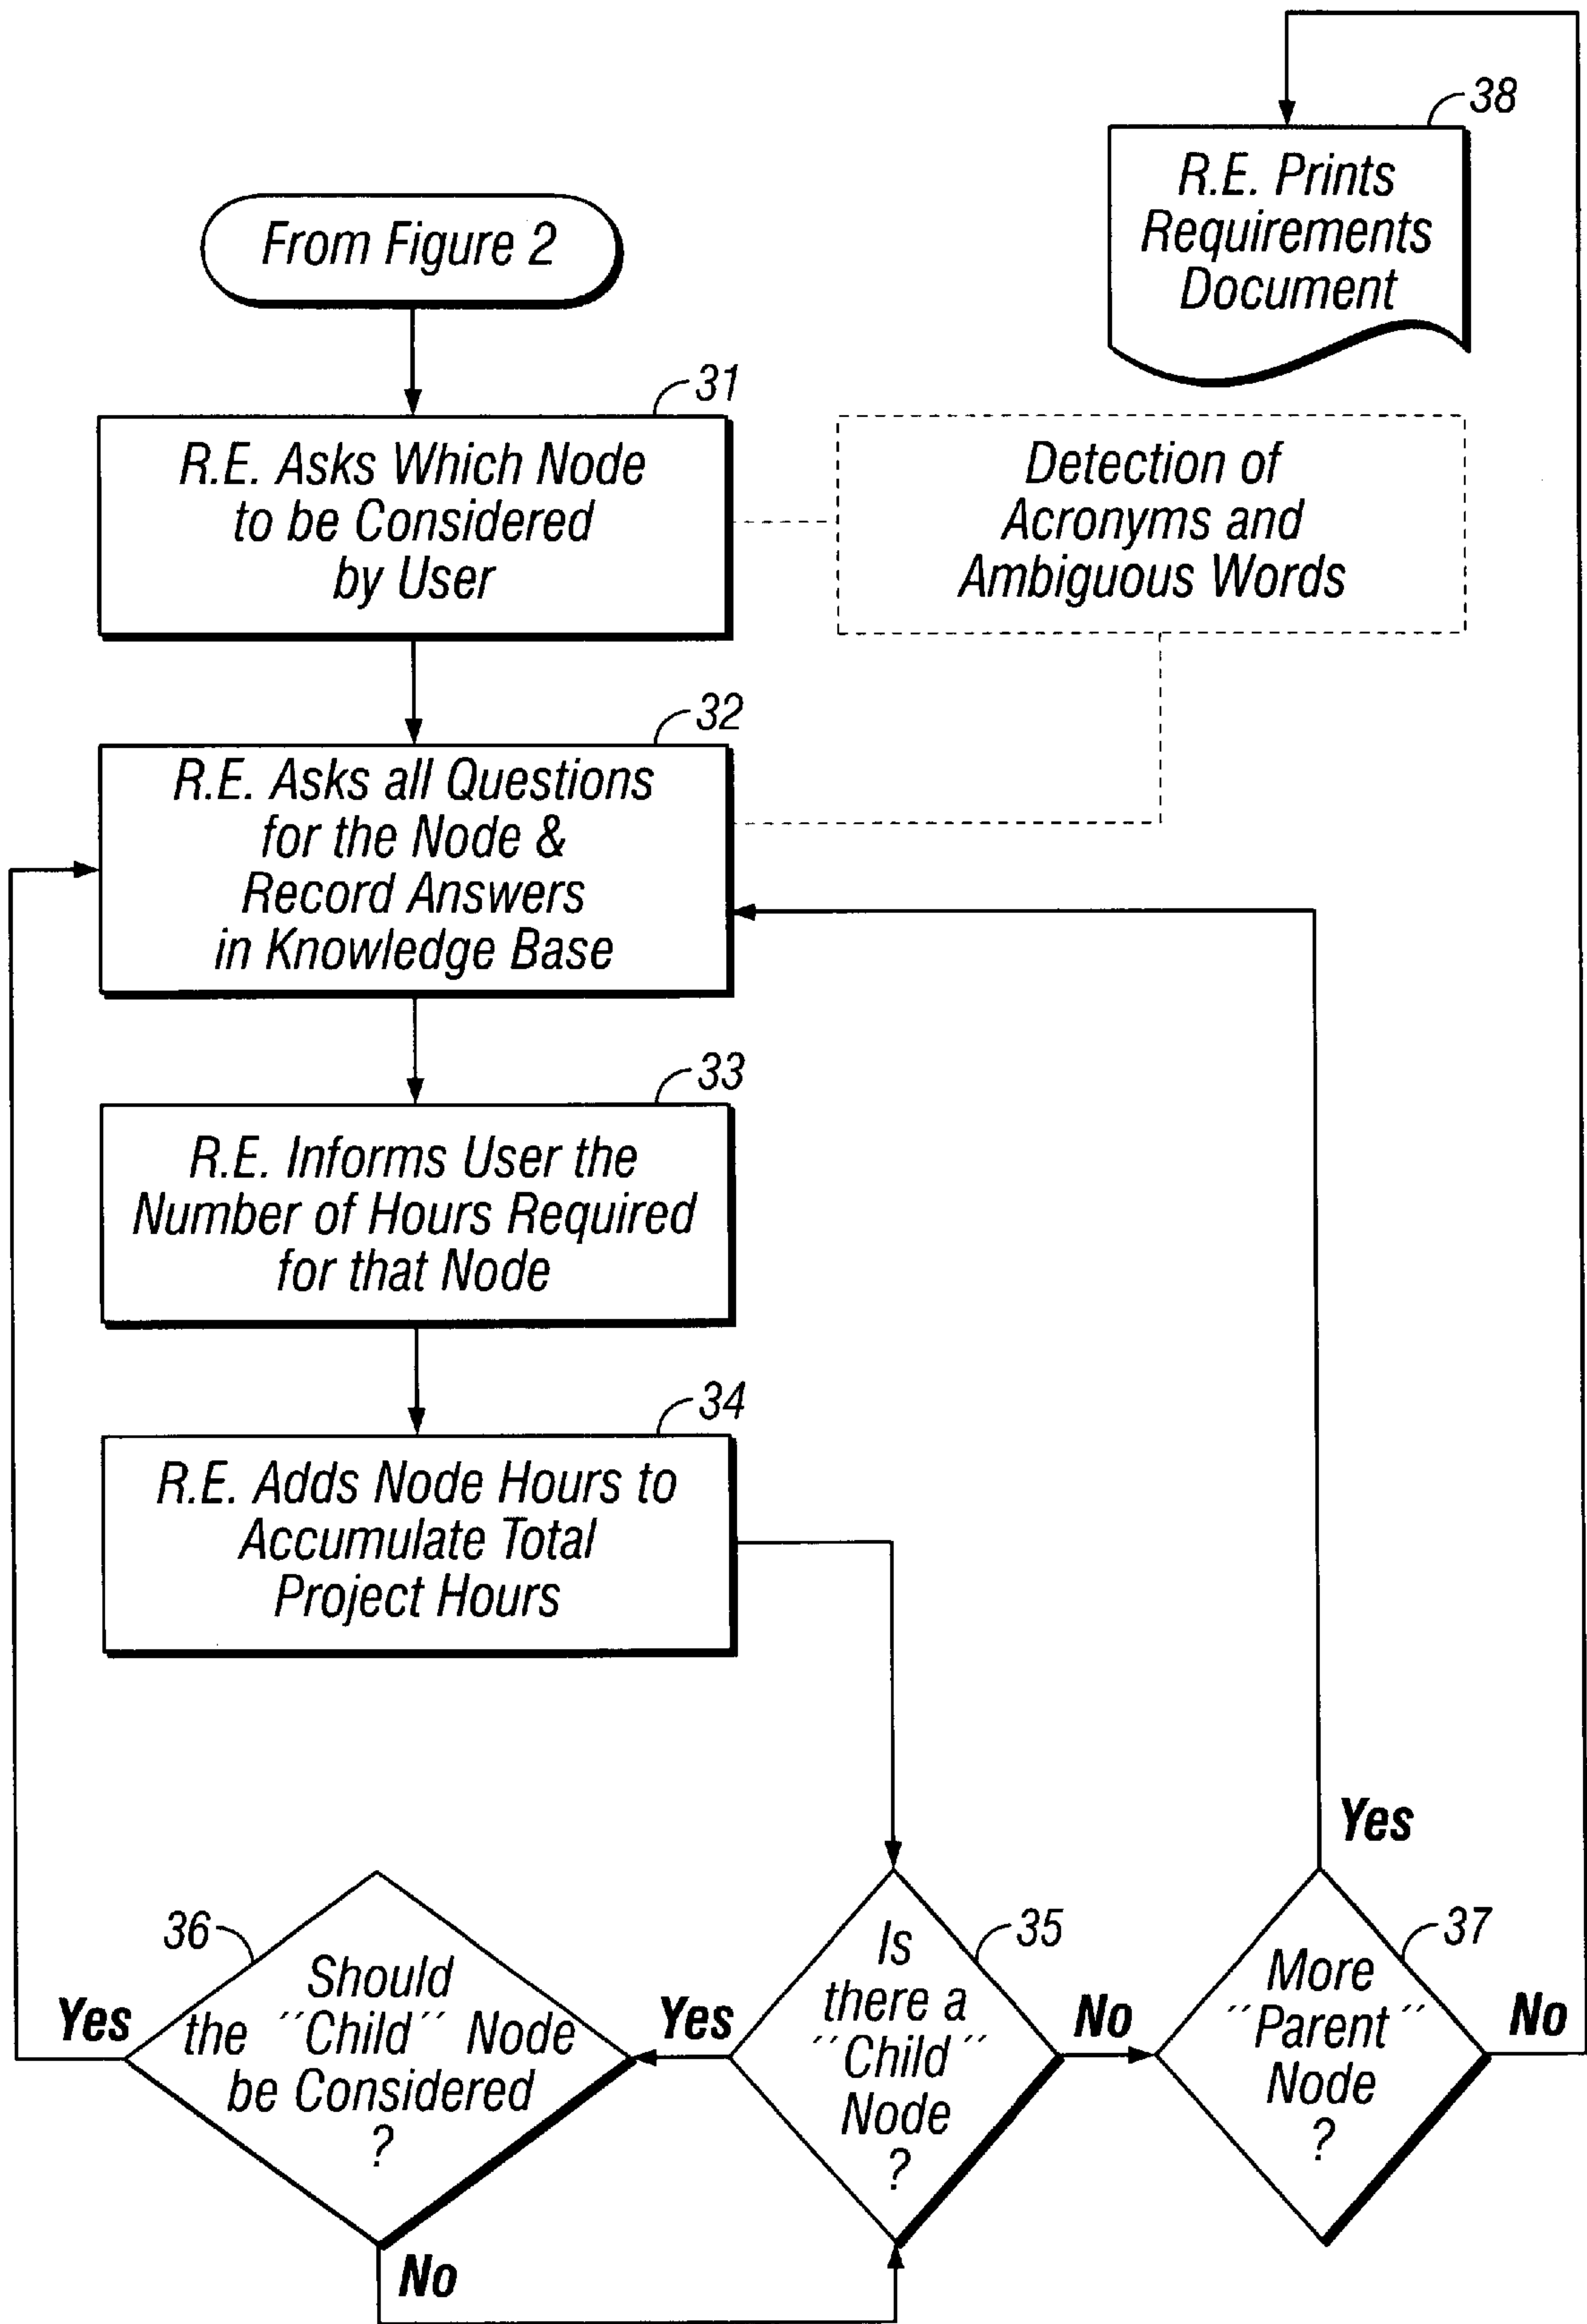 38
R.E. Prints
Requirements
Document
From Figure 2
31
R.E. Asks Which Node
to be Considered
by User
Detection of
Acronyms and
Ambiguous Words
32
R.E. Asks all Questions
for the Node &
Record Answers
in Knowledge Base
33
R.E. Informs User the
Number of Hours Required
for that Node
34
R.E. Adds Node Hours to
Accumulate Total
Project Hours
36
Should
the ˝Child˝ Node
be Considered
?
Yes
No
35
Is
there a
˝Child˝
Node
?
Yes
No
37
More
˝Parent˝
Node
?
Yes
No